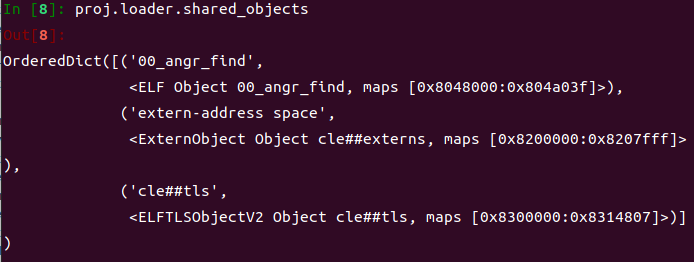 In [8]: proj.loader.shared_objects
Out[8]:
OrderedDict([('00_angr_find',
              <ELF Object 00_angr_find, maps [0x8048000:0x804a03f]>),
             ('extern-address space',
              <ExternObject Object cle##externs, maps [0x8200000:0x8207fff]>
),
             ('cle##tls',
              <ELFTLSObjectV2 Object cle##tls, maps [0x8300000:0x8314807]>)]
)